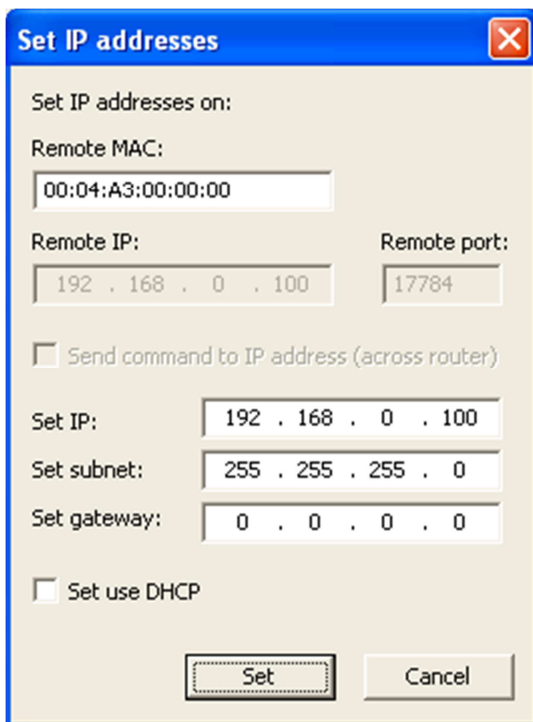 Set IP addresses
Set IP addresses on:
Remote MAC:
00:04:A3:00:00:00
Remote IP: Remote port:
192 . 168 . 0 . 100 17784
Send command to IP address (across router)
Set IP: 192 . 168 . 0 . 100
Set subnet: 255 . 255 . 255 . 0
Set gateway: 0 . 0 . 0 . 0
Set use DHCP
Set Cancel